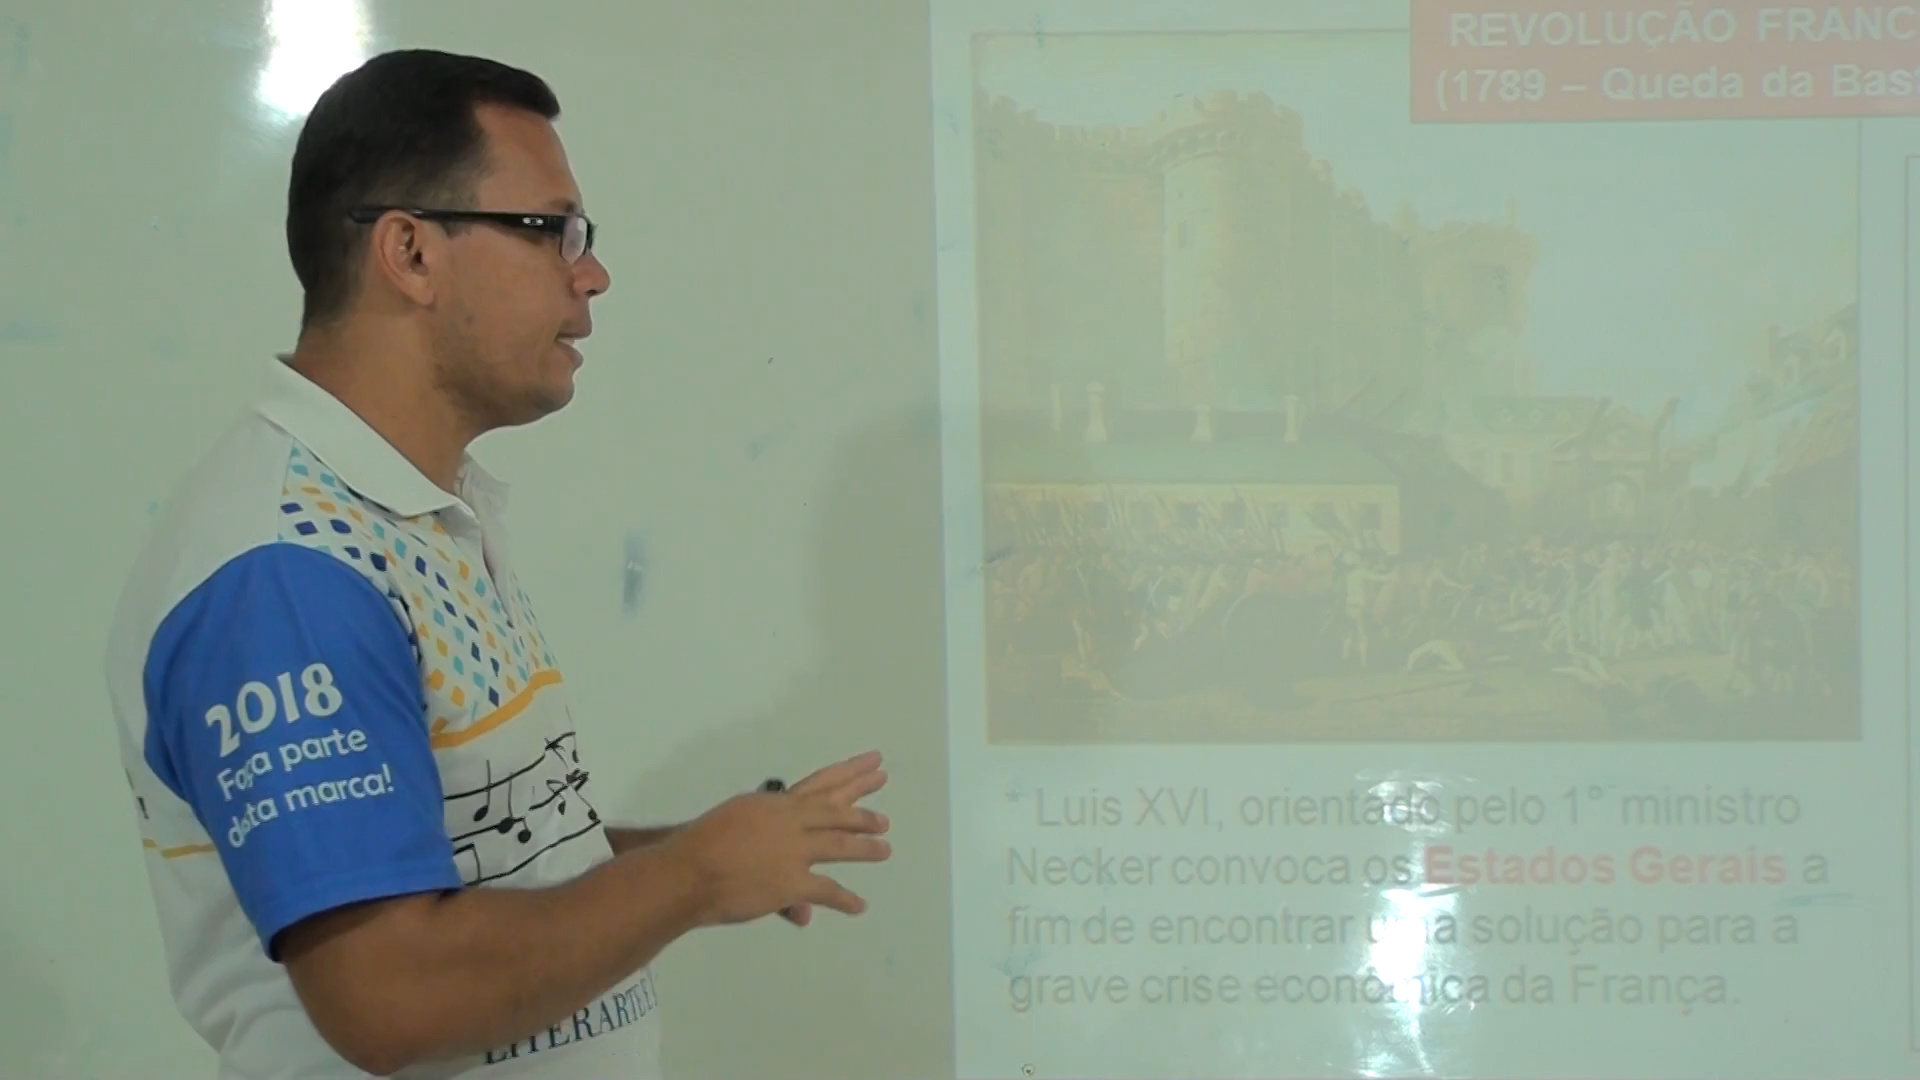 REVOLUÇÃO FRANC
(1789 – Queda da Bas
* Luis XVI, orientado pelo 1° ministro
Necker convoca os Estados Gerais a
fim de encontrar uma solução para a
grave crise econômica da França.
2018
Faça parte
desta marca!
LITERARTE